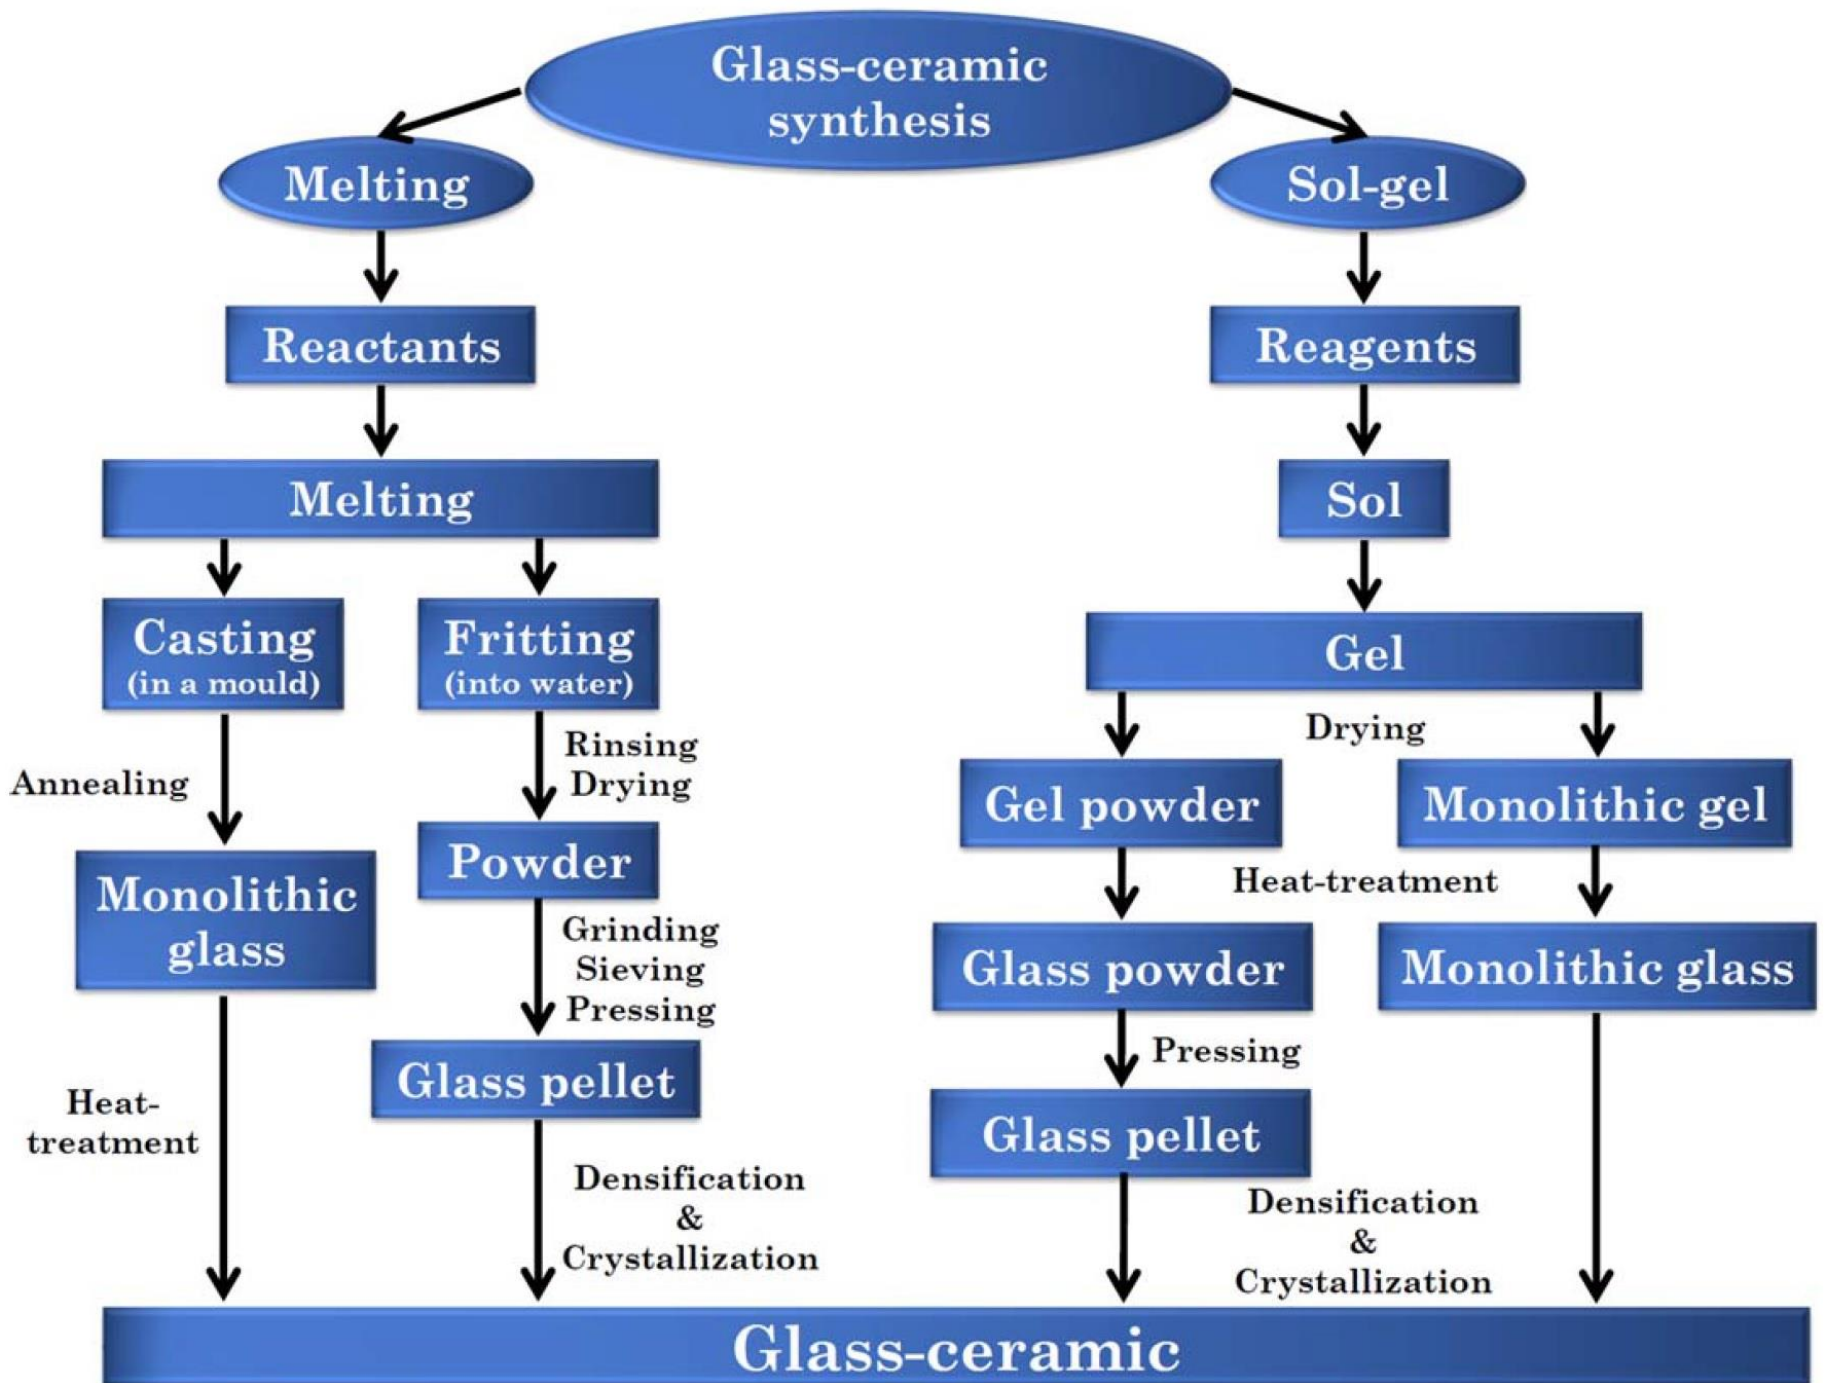 Glass-ceramic
synthesis
Melting
Sol-gel
Reactants
Reagents
Melting
Sol
Casting
(in a mould)
Fritting
(into water)
Gel
Annealing
Rinsing
Drying
Drying
Gel powder
Monolithic gel
Monolithic
glass
Powder
Heat-treatment
Grinding
Sieving
Pressing
Glass powder
Monolithic glass
Pressing
Heat-
treatment
Glass pellet
Glass pellet
Densification
&
Crystallization
Densification
&
Crystallization
Glass-ceramic